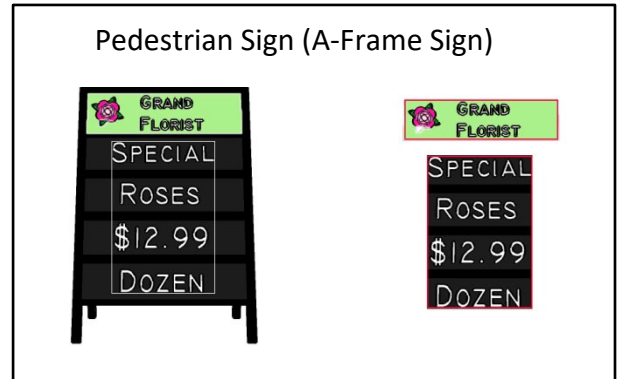 Pedestrian Sign (A-Frame Sign)
GRAND
FLORIST
SPECIAL
ROSES
$12.99
DOZEN
GRAND
FLORIST
SPECIAL
ROSES
$12.99
DOZEN